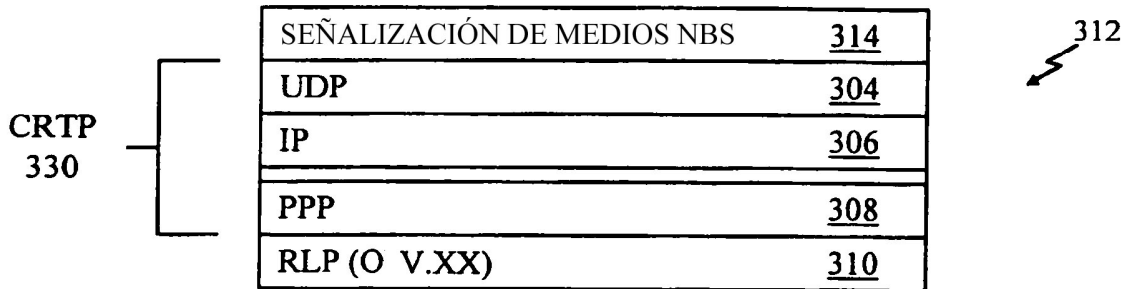 SEÑALIZACIÓN DE MEDIOS NBS 314
312
UDP 304
CRTP
330
IP 306
PPP 308
RLP (O V.XX) 310